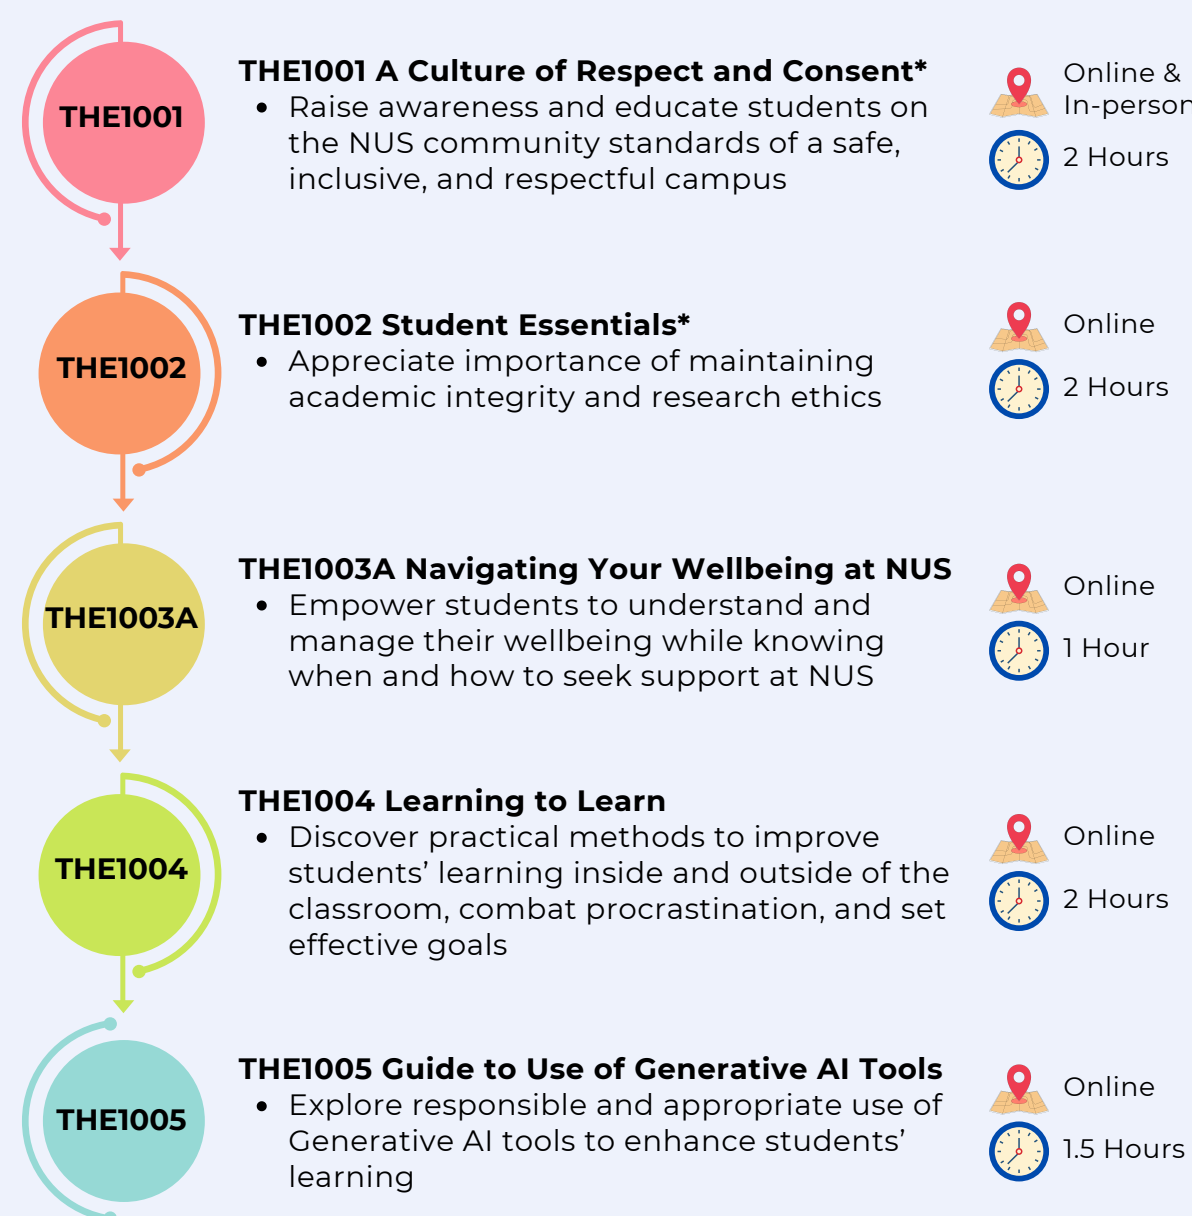 THE1001
THE1001 A Culture of Respect and Consent*
• Raise awareness and educate students on
the NUS community standards of a safe,
inclusive, and respectful campus
Online &
In-person
2 Hours
THE1002
THE1002 Student Essentials*
• Appreciate importance of maintaining
academic integrity and research ethics
Online
2 Hours
THE1003A
THE1003A Navigating Your Wellbeing at NUS
• Empower students to understand and
manage their wellbeing while knowing
when and how to seek support at NUS
Online
1 Hour
THE1004
THE1004 Learning to Learn
• Discover practical methods to improve
students’ learning inside and outside of the
classroom, combat procrastination, and set
effective goals
Online
2 Hours
THE1005
THE1005 Guide to Use of Generative AI Tools
• Explore responsible and appropriate use of
Generative AI tools to enhance students’
learning
Online
1.5 Hours